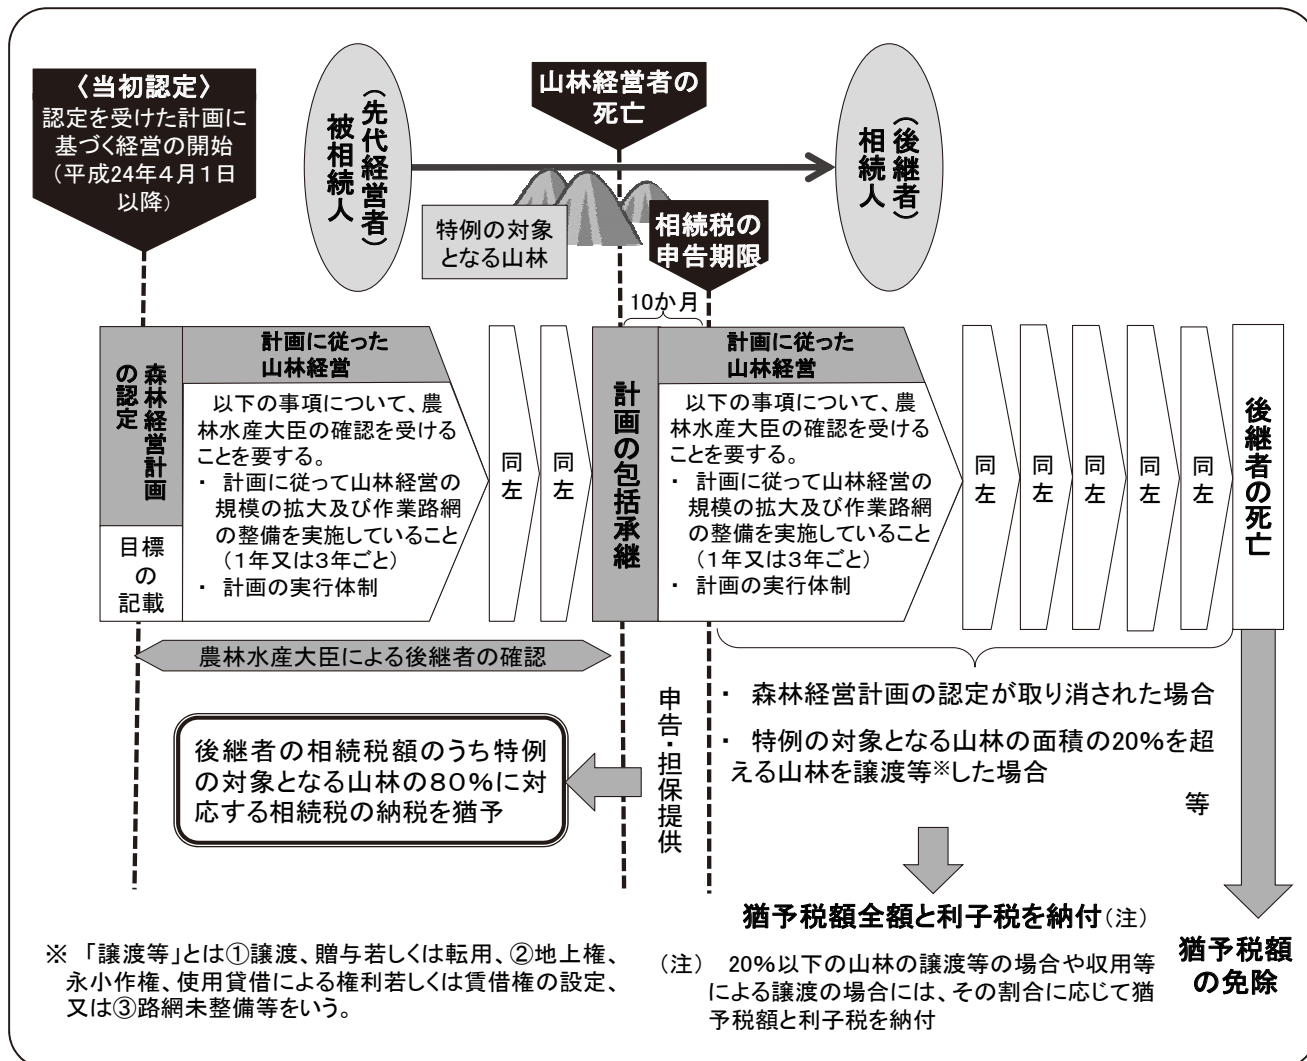 〈当初認定〉
認定を受けた計画に
基づく経営の開始
(平成24年４月１日
以降)
被相続人
(先代経営者)
山林経営者の
死亡
相続人
(後継者)
特例の対象
となる山林
相続税の
申告期限
10か月
森林経営計画
の認定
目標
の
記載
計画に従った
山林経営
以下の事項について、農
林水産大臣の確認を受ける
ことを要する。
・ 計画に従って山林経営の
規模の拡大及び作業路網
の整備を実施していること
(１年又は３年ごと)
・ 計画の実行体制
同左
同左
計画の包括承継
計画に従った
山林経営
以下の事項について、農
林水産大臣の確認を受ける
ことを要する。
・ 計画に従って山林経営の
規模の拡大及び作業路網
の整備を実施していること
(１年又は３年ごと)
・ 計画の実行体制
同左
同左
同左
同左
同左
後継者の死亡
農林水産大臣による後継者の確認
後継者の相続税額のうち特例
の対象となる山林の８０％に対
応する相続税の納税を猶予
申告・担保提供
・ 森林経営計画の認定が取り消された場合
・ 特例の対象となる山林の面積の20％を超
える山林を譲渡等※した場合
等
猶予税額全額と利子税を納付(注)
(注) 20％以下の山林の譲渡等の場合や収用等
による譲渡の場合には、その割合に応じて猶
予税額と利子税を納付
猶予税額
の免除
※ 「譲渡等」とは①譲渡、贈与若しくは転用、②地上権、
永小作権、使用貸借による権利若しくは賃借権の設定、
又は③路網未整備等をいう。